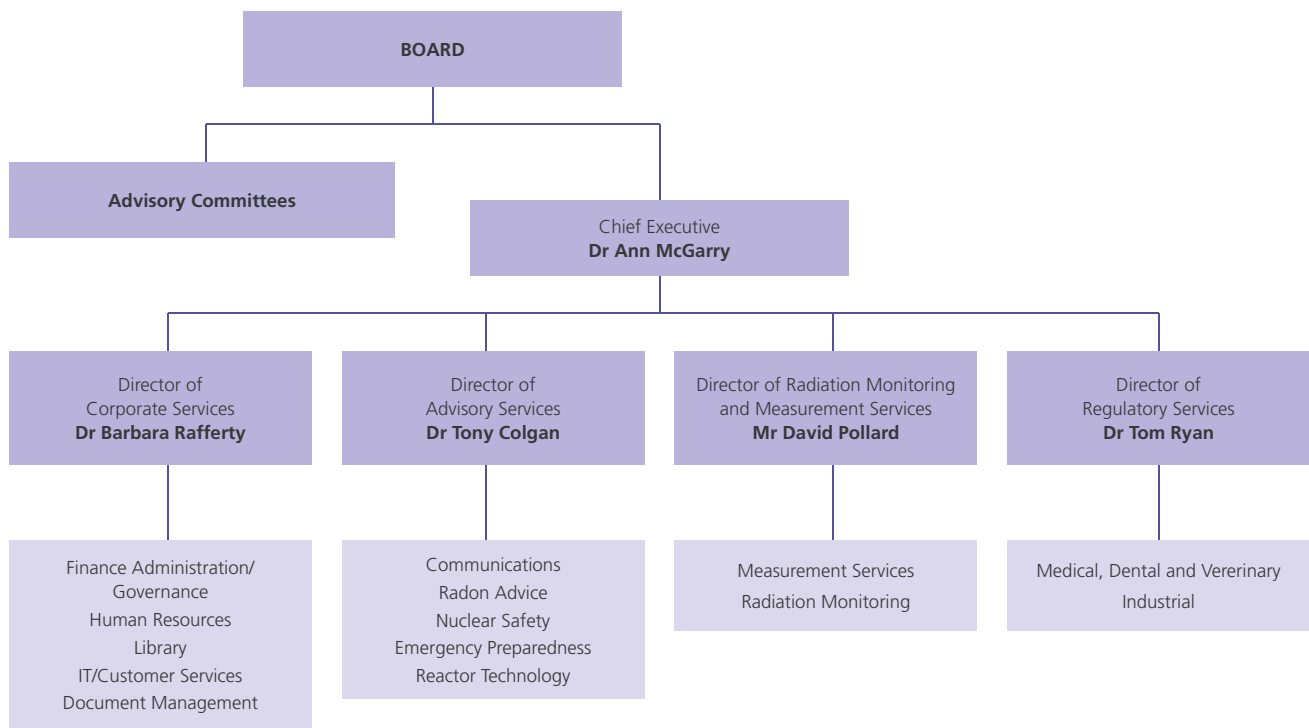 BOARD
Advisory Committees
Chief Executive
Dr Ann McGarry
Director of
Corporate Services
Dr Barbara Rafferty
Director of
Advisory Services
Dr Tony Colgan
Director of Radiation Monitoring
and Measurement Services
Mr David Pollard
Director of
Regulatory Services
Dr Tom Ryan
Finance Administration/
Governance
Human Resources
Library
IT/Customer Services
Document Management
Communications
Radon Advice
Nuclear Safety
Emergency Preparedness
Reactor Technology
Measurement Services
Radiation Monitoring
Medical, Dental and Vererinary
Industrial